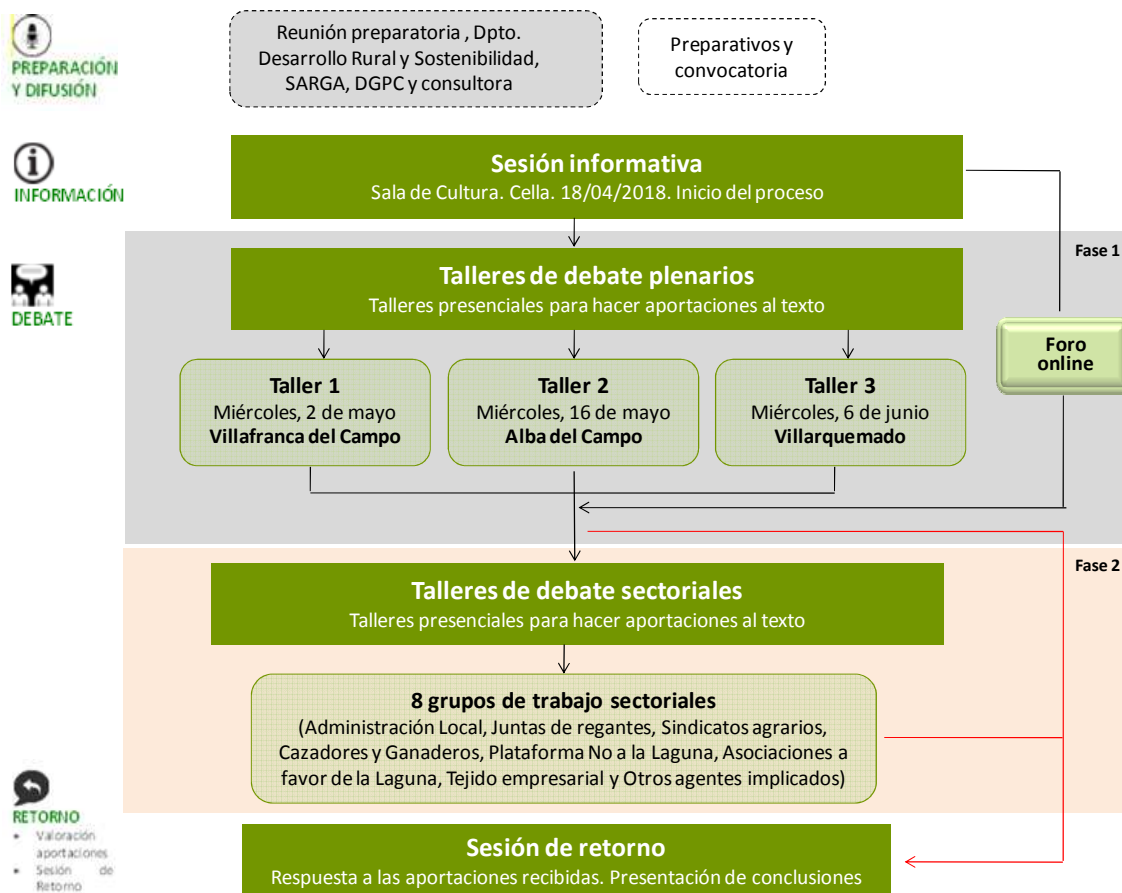 PREPARACIÓN
Y DIFUSIÓN
Reunión preparatoria , Dpto.
Desarrollo Rural y Sostenibilidad,
SARGA, DGPC y consultora
Preparativos y
convocatoria
INFORMACIÓN
Sesión informativa
Sala de Cultura. Cella. 18/04/2018. Inicio del proceso
Fase 1
DEBATE
Talleres de debate plenarios
Talleres presenciales para hacer aportaciones al texto
Foro
online
Taller 1
Miércoles, 2 de mayo
Villafranca del Campo
Taller 2
Miércoles, 16 de mayo
Alba del Campo
Taller 3
Miércoles, 6 de junio
Villarquemado
Fase 2
Talleres de debate sectoriales
Talleres presenciales para hacer aportaciones al texto
8 grupos de trabajo sectoriales
(Administración Local, Juntas de regantes, Sindicatos agrarios,
Cazadores y Ganaderos, Plataforma No a la Laguna, Asociaciones a
favor de la Laguna, Tejido empresarial y Otros agentes implicados)
RETORNO
• Valoración
aportaciones
• Sesión de
Retorno
Sesión de retorno
Respuesta a las aportaciones recibidas. Presentación de conclusiones